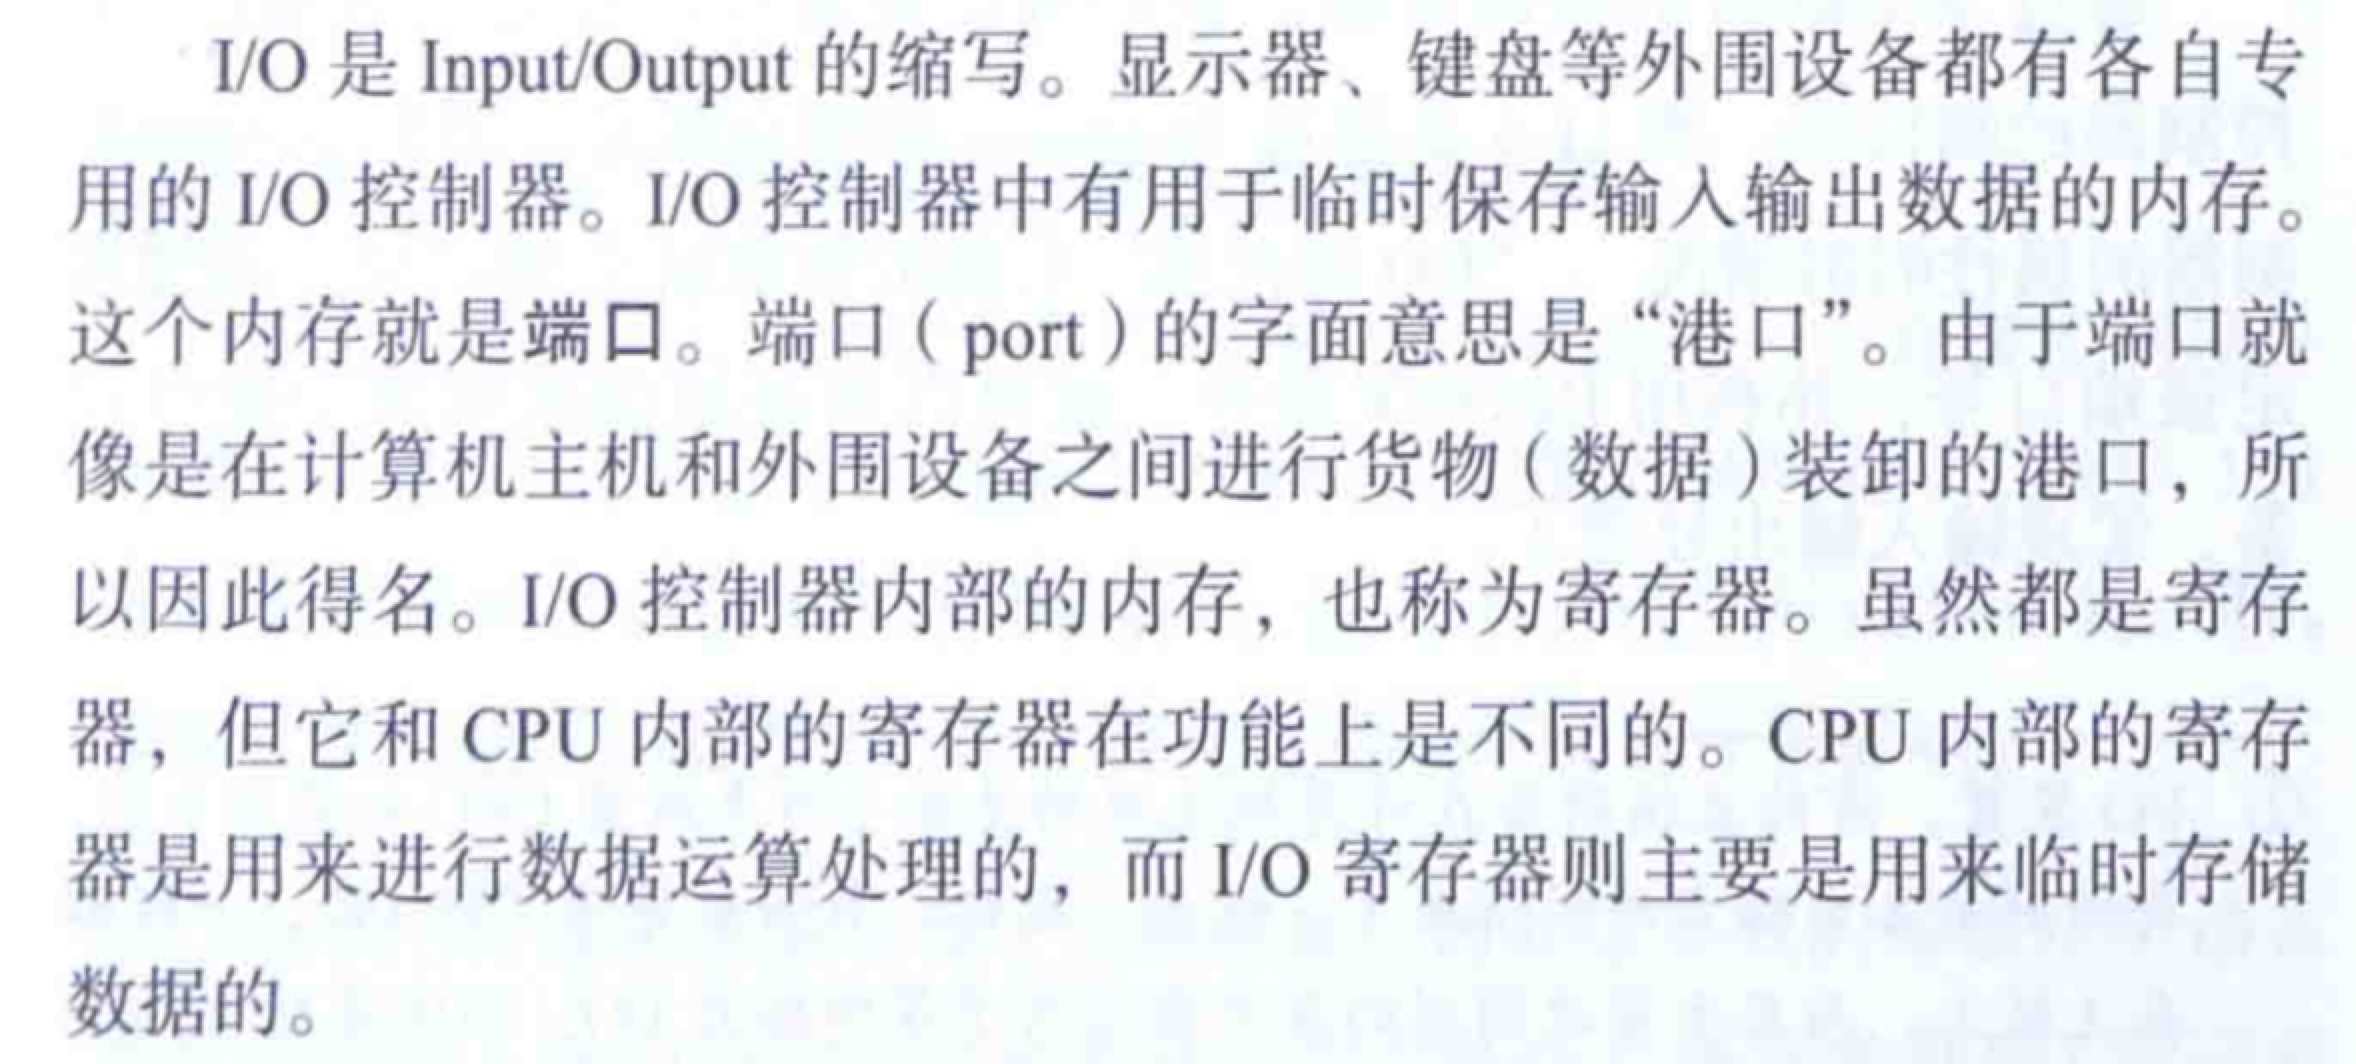 I/O 是 Input/Output 的缩写。显示器、键盘等外围设备都有各自专
用的 I/O 控制器。I/O 控制器中有用于临时保存输入输出数据的内存。
这个内存就是端口。端口（port）的字面意思是“港口”。由于端口就
像是在计算机主机和外围设备之间进行货物（数据）装卸的港口，所
以因此得名。I/O 控制器内部的内存，也称为寄存器。虽然都是寄存
器，但它和 CPU 内部的寄存器在功能上是不同的。CPU 内部的寄存
器是用来进行数据运算处理的，而 I/O 寄存器则主要是用来临时存储
数据的。